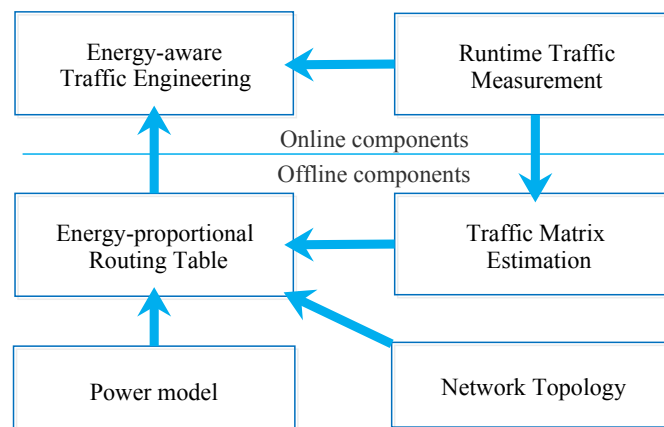 Energy-aware
Traffic Engineering
Runtime Traffic
Measurement
Online components
Offline components
Energy-proportional
Routing Table
Traffic Matrix
Estimation
Power model
Network Topology